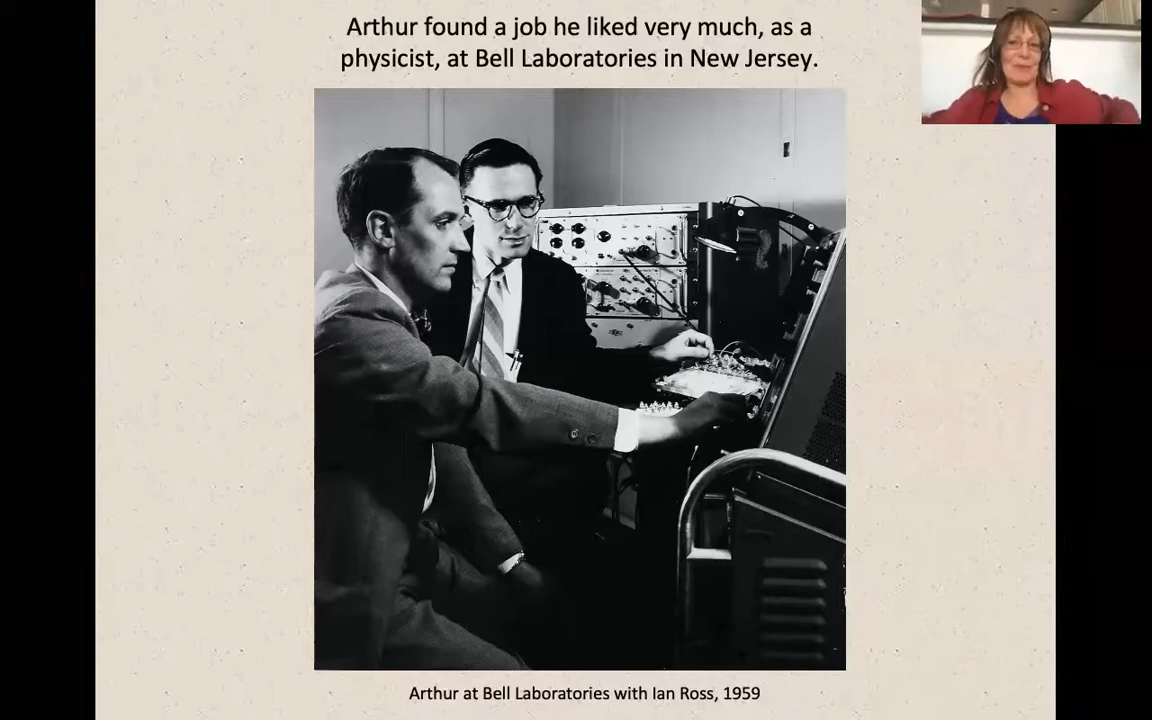 Arthur found a job he liked very much, as a
physicist, at Bell Laboratories in New Jersey.
Arthur at Bell Laboratories with Ian Ross, 1959